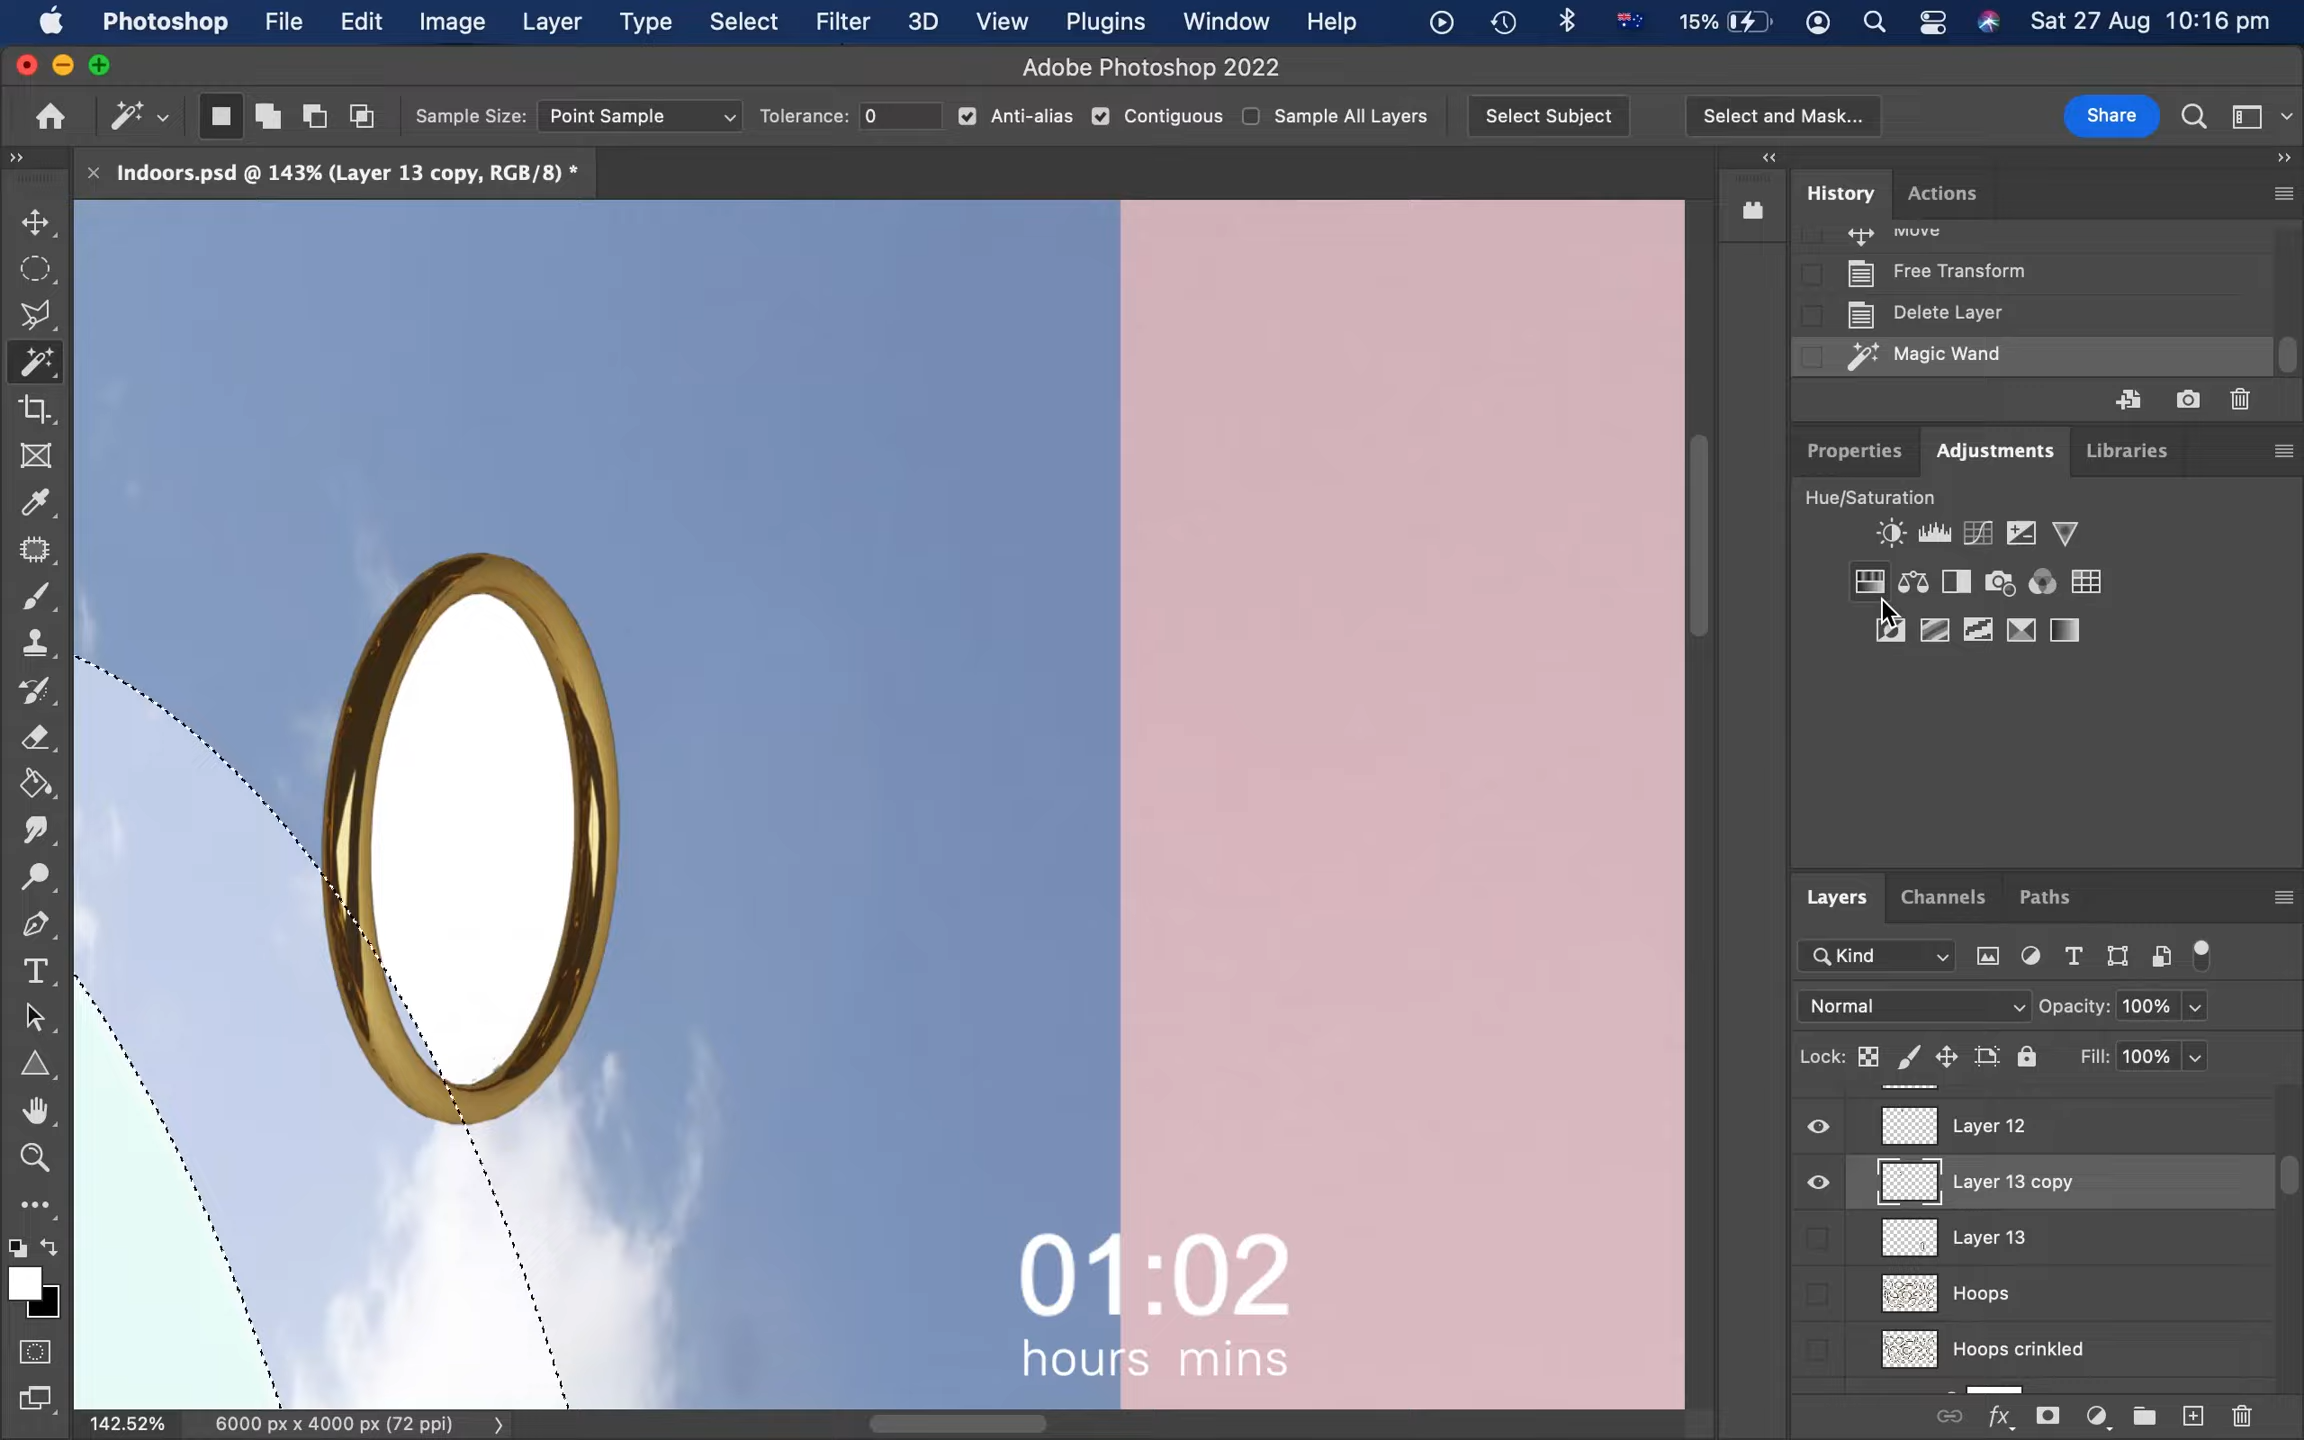 Photoshop File Edit Image Layer Type Select Filter 3D View Plugins Window Help 15% Sat 27 Aug 10:16 pm
Adobe Photoshop 2022
Sample Size: Point Sample Tolerance: 0 Anti-alias Contiguous Sample All Layers Select Subject Select and Mask... Share
Indoors.psd @ 143% (Layer 13 copy, RGB/8) *
History Actions
Move
Free Transform
Delete Layer
Magic Wand
Properties Adjustments Libraries
Hue/Saturation
Layers Channels Paths
Kind
Normal Opacity: 100%
Lock: Fill: 100%
Layer 12
Layer 13 copy
Layer 13
Hoops
Hoops crinkled
01:02
hours mins
142.52% 6000 px x 4000 px (72 ppi)